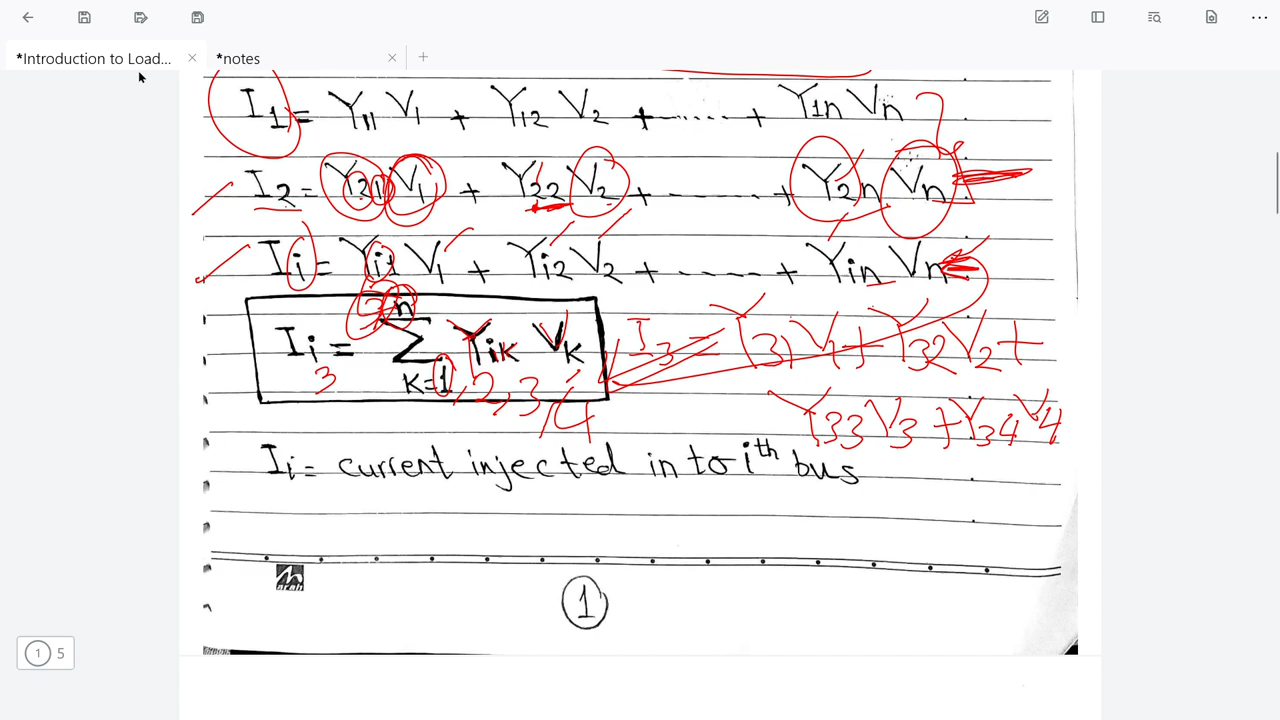 *Introduction to Load...
*notes
I1 = Y11 V1 + Y12 V2 + ...... + Y1n Vn
I2 = Y21 V1 + Y22 V2 + ...... + Y2n Vn
Ii = Yi1 V1 + Yi2 V2 + ..... + Yin Vn
3
Ii = n Σ K=1 Yik Vk
I3 = Y31 V1 + Y32 V2 +
3
, 2, 3, 4
Y33 V3 + Y34 V4
Ii = current injected in to ith bus
1
1 5